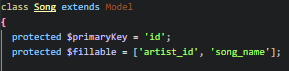 class Song extends Model
{
protected $primaryKey = 'id';
protected $fillable = ['artist_id', 'song_name'];